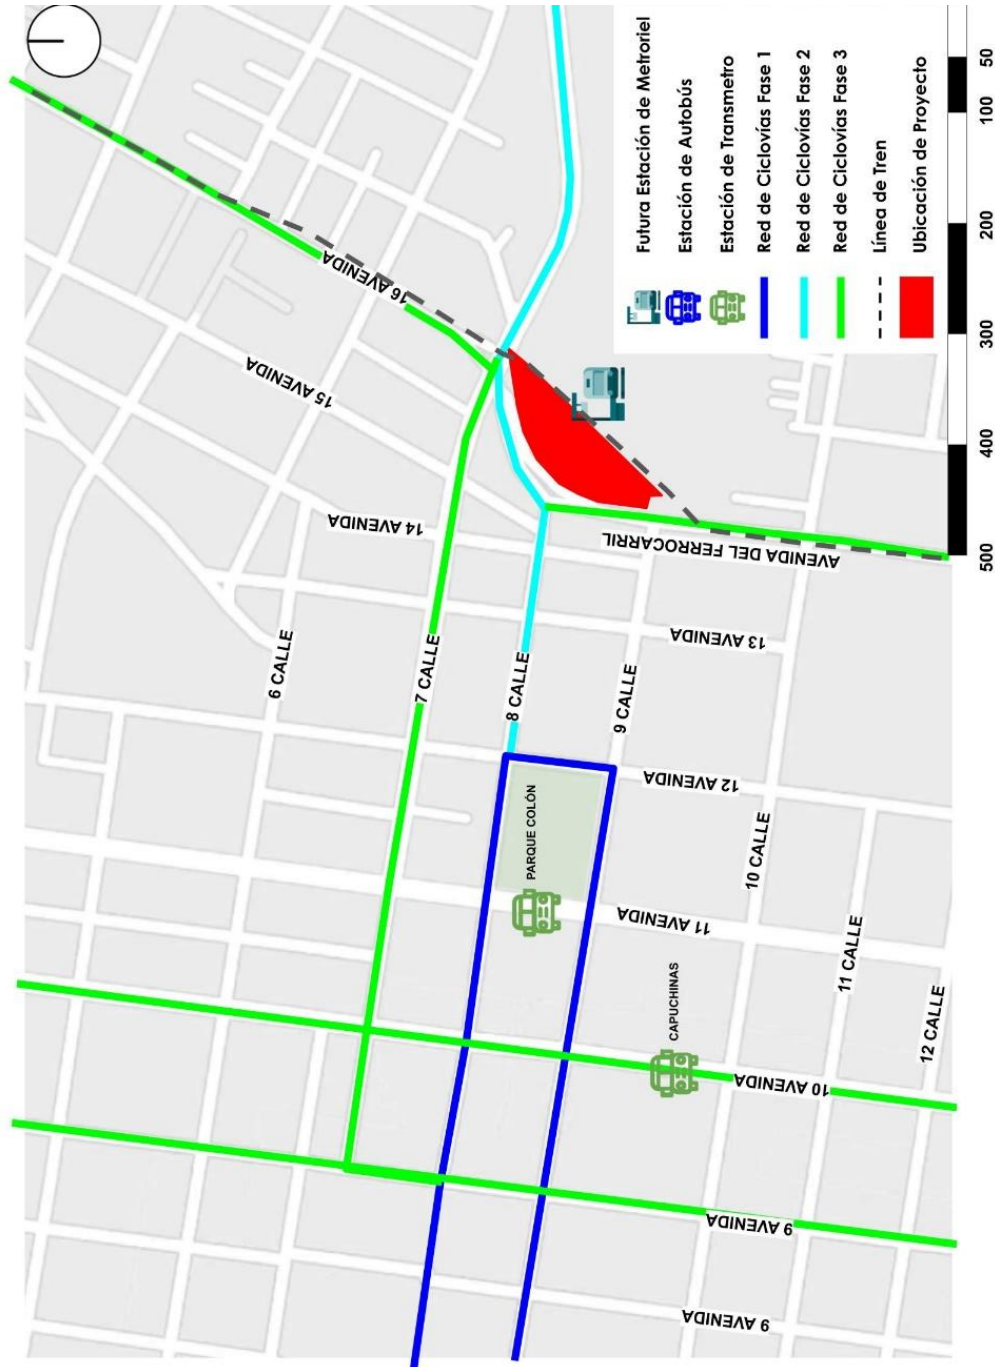 16 AVENIDA
15 AVENIDA
14 AVENIDA
AVENIDA DEL FERROCARRIL
13 AVENIDA
6 CALLE
7 CALLE
8 CALLE
9 CALLE
12 AVENIDA
PARQUE COLÓN
11 AVENIDA
10 CALLE
11 CALLE
12 CALLE
CAPUCHINAS
10 AVENIDA
9 AVENIDA
9 AVENIDA
Futura Estación de Metroriel
Estación de Autobús
Estación de Transmetro
Red de Ciclovías Fase 1
Red de Ciclovías Fase 2
Red de Ciclovías Fase 3
Línea de Tren
Ubicación de Proyecto
500 400 300 200 100 50